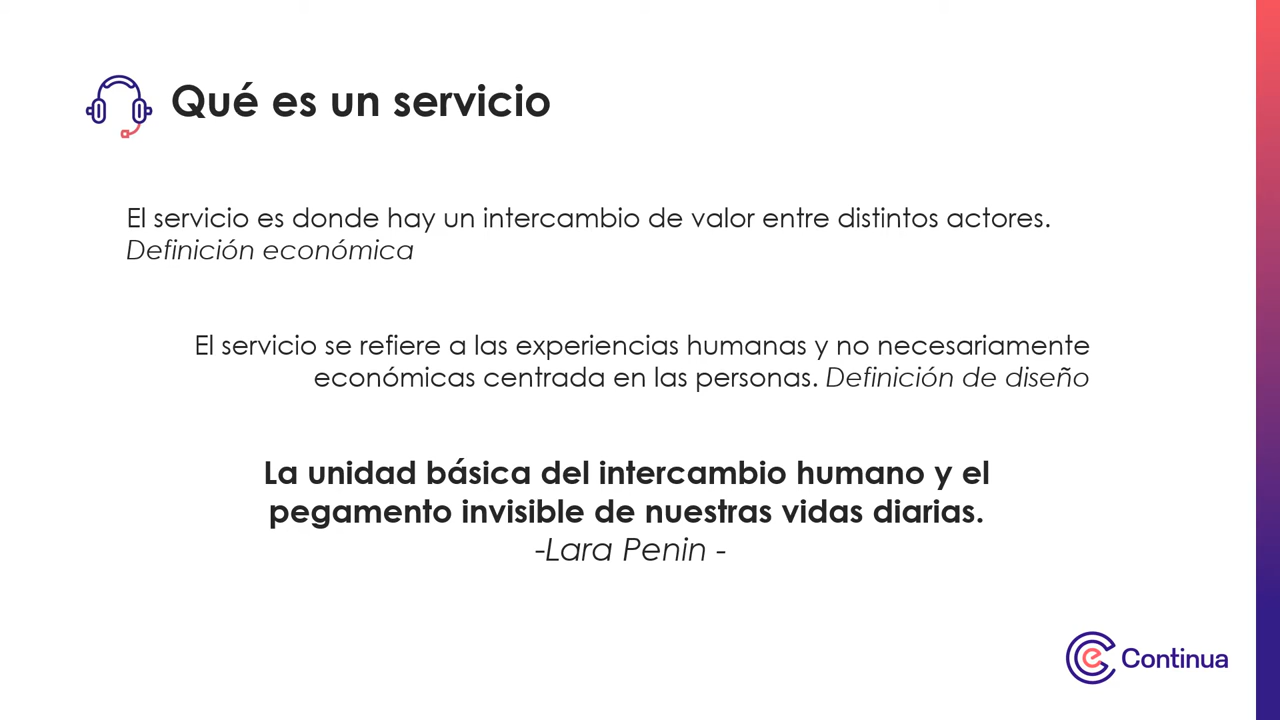 Qué es un servicio
El servicio es donde hay un intercambio de valor entre distintos actores.
Definición económica
El servicio se refiere a las experiencias humanas y no necesariamente
económicas centrada en las personas. Definición de diseño
La unidad básica del intercambio humano y el
pegamento invisible de nuestras vidas diarias.
-Lara Penin -
Continua